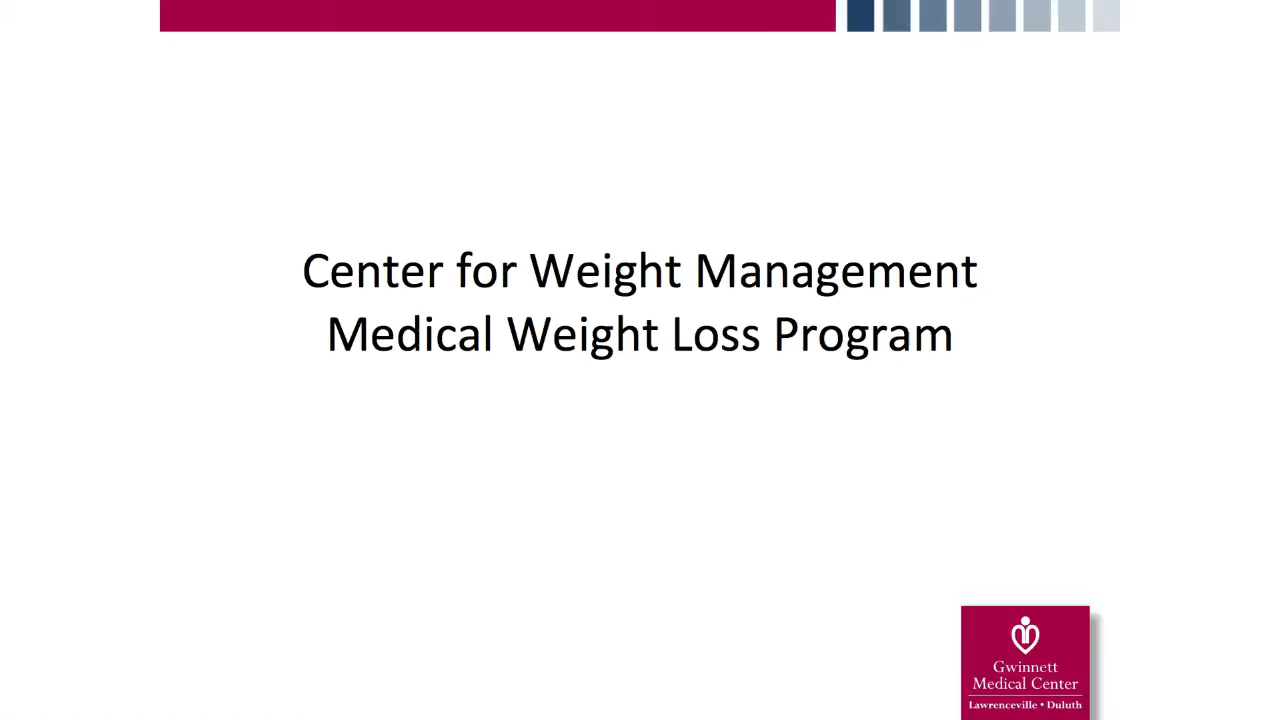 Center for Weight Management
Medical Weight Loss Program
Gwinnett
Medical Center
Lawrenceville • Duluth